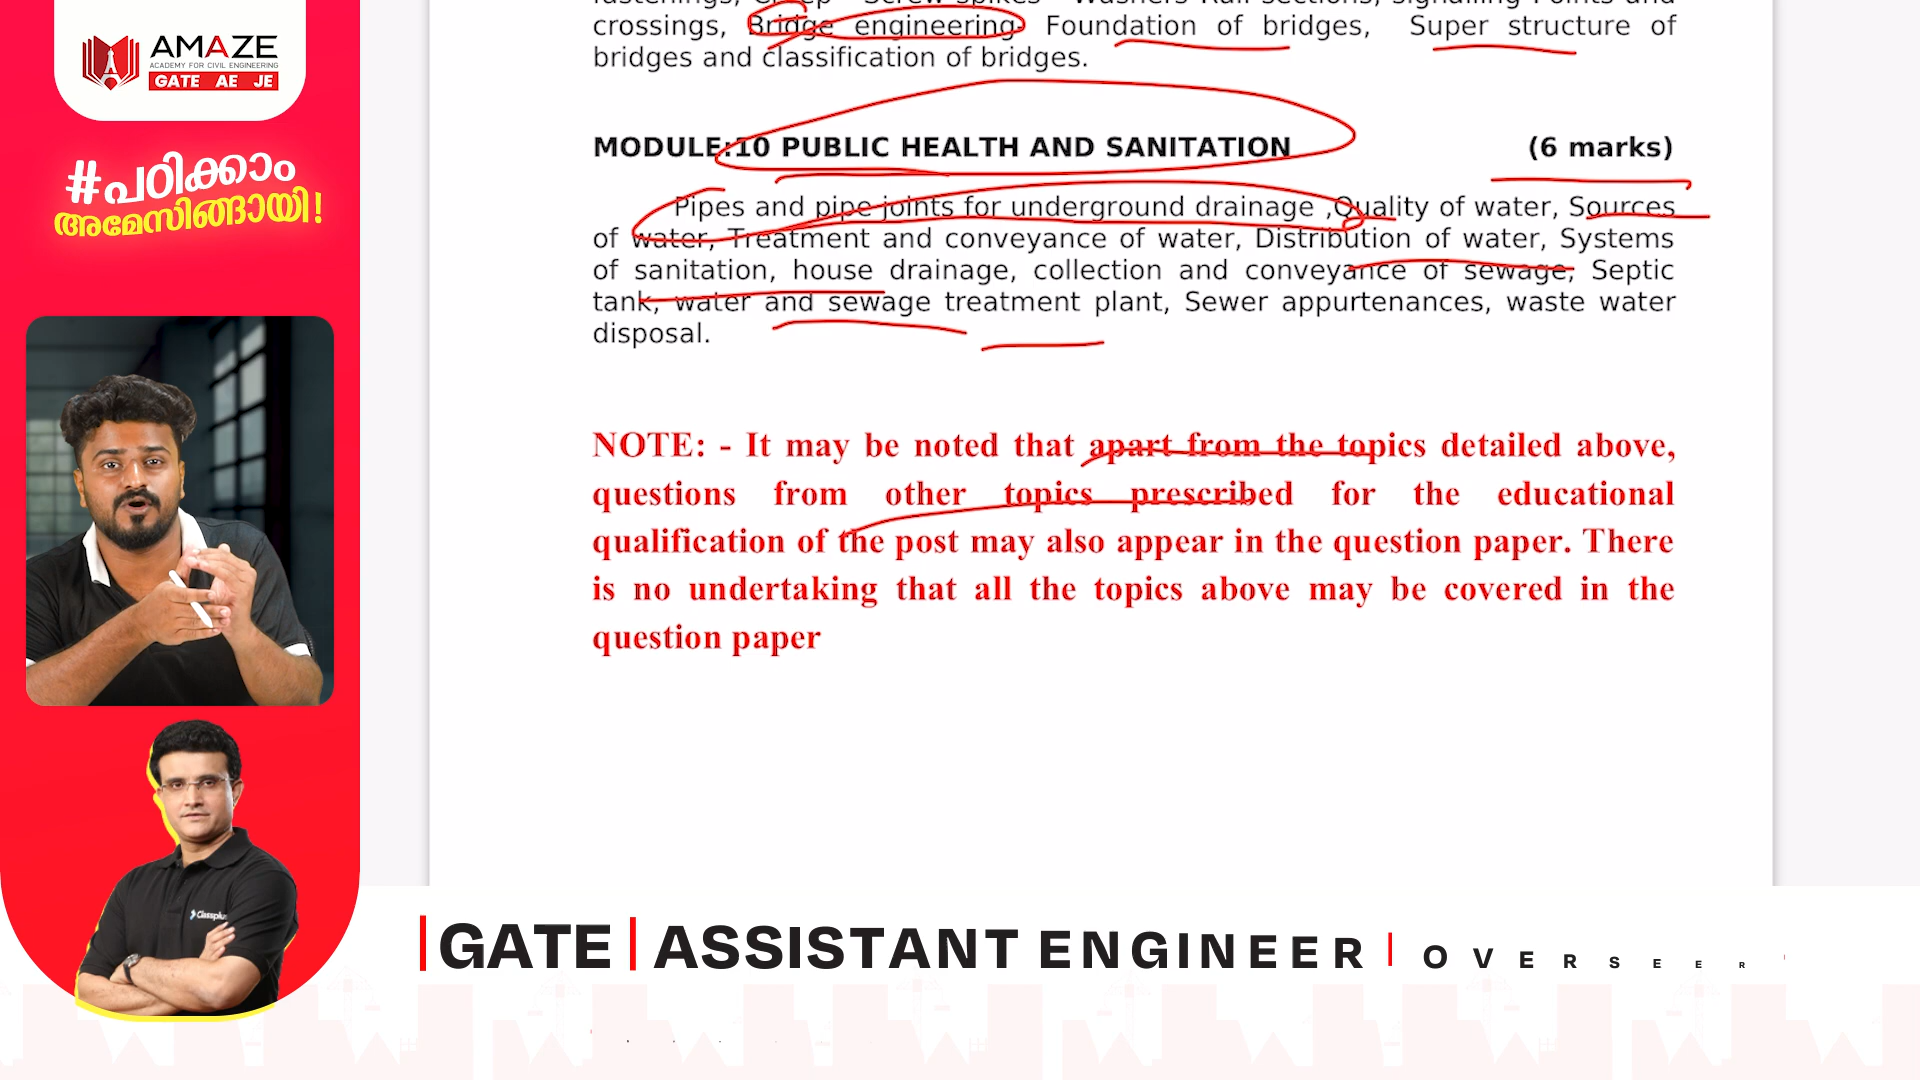 AMAZE
ACADEMY FOR CIVIL ENGINEERING
GATE AE JE
#പഠിക്കാം
അമേസിങ്ങായി!
Classplus
crossings, Bridge engineering- Foundation of bridges, Super structure of
bridges and classification of bridges.
MODULE:10 PUBLIC HEALTH AND SANITATION (6 marks)
Pipes and pipe joints for underground drainage ,Quality of water, Sources
of water, Treatment and conveyance of water, Distribution of water, Systems
of sanitation, house drainage, collection and conveyance of sewage, Septic
tank, water and sewage treatment plant, Sewer appurtenances, waste water
disposal.
NOTE: - It may be noted that apart from the topics detailed above,
questions from other topics prescribed for the educational
qualification of the post may also appear in the question paper. There
is no undertaking that all the topics above may be covered in the
question paper
|GATE|ASSISTANT ENGINEER|OVERSEER